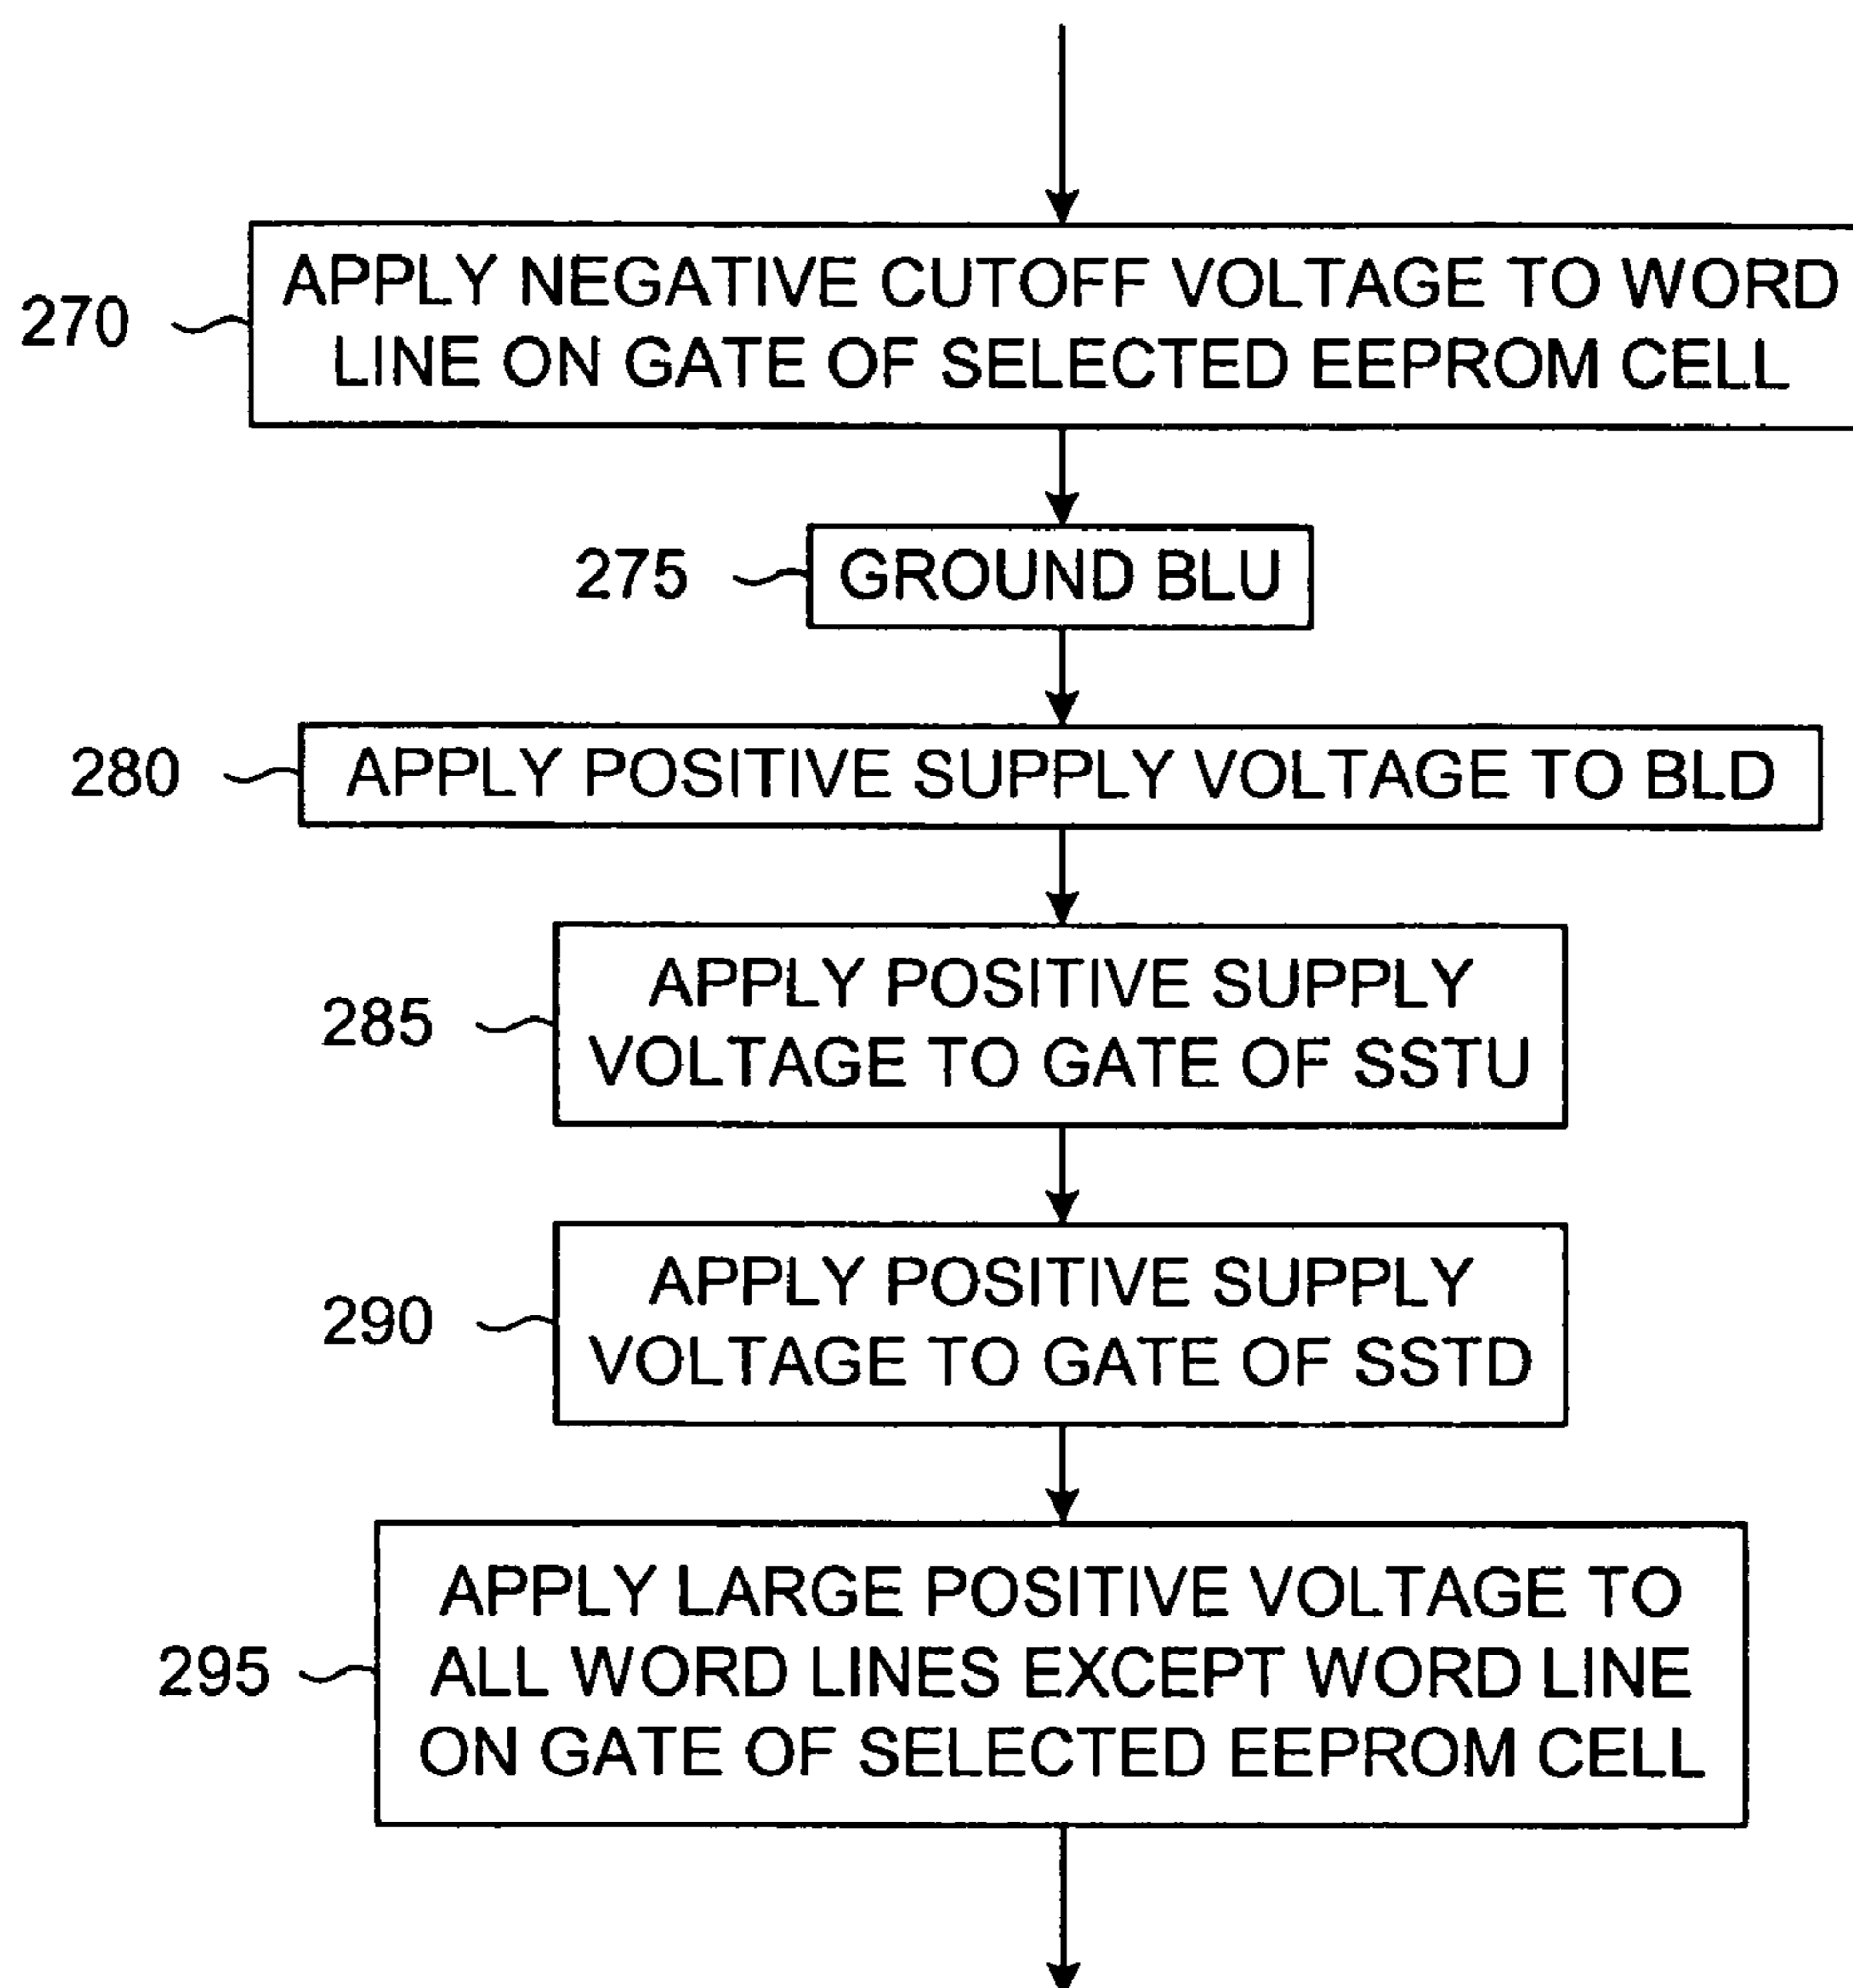 APPLY NEGATIVE CUTOFF VOLTAGE TO WORD
270
LINE ON GATE OF SELECTED EEPROM CELL
275
GROUND BLU
280
APPLY POSITIVE SUPPLY VOLTAGE TO BLD
APPLY POSITIVE SUPPLY
285
VOLTAGE TO GATE OF SSTU
APPLY POSITIVE SUPPLY
290
VOLTAGE TO GATE OF SSTD
APPLY LARGE POSITIVE VOLTAGE TO
295
ALL WORD LINES EXCEPT WORD LINE
ON GATE OF SELECTED EEPROM CELL